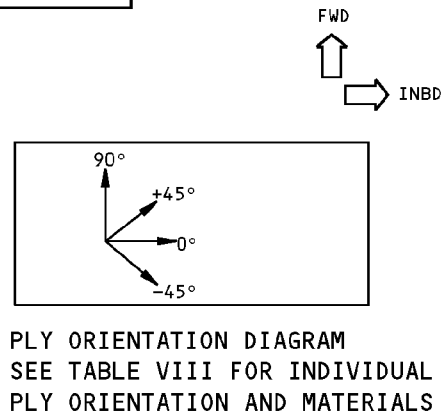 FWD
INBD
90°
+45°
0°
-45°
PLY ORIENTATION DIAGRAM
SEE TABLE VIII FOR INDIVIDUAL
PLY ORIENTATION AND MATERIALS